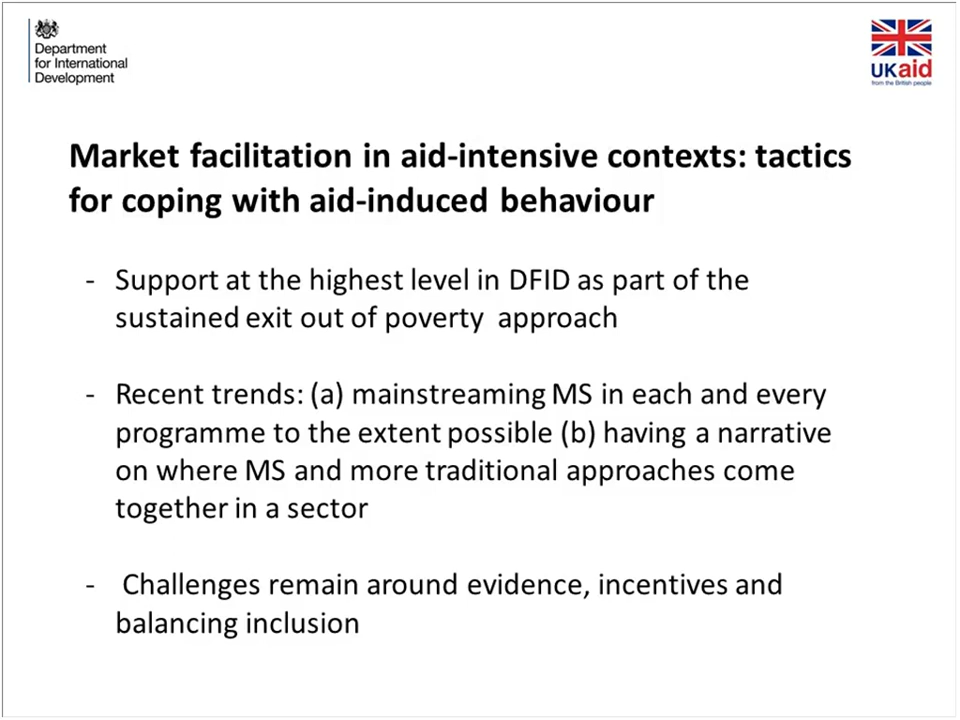 Department
for International
Development
UKaid
from the British people
Market facilitation in aid-intensive contexts: tactics
for coping with aid-induced behaviour
- Support at the highest level in DFID as part of the
sustained exit out of poverty approach
- Recent trends: (a) mainstreaming MS in each and every
programme to the extent possible (b) having a narrative
on where MS and more traditional approaches come
together in a sector
- Challenges remain around evidence, incentives and
balancing inclusion